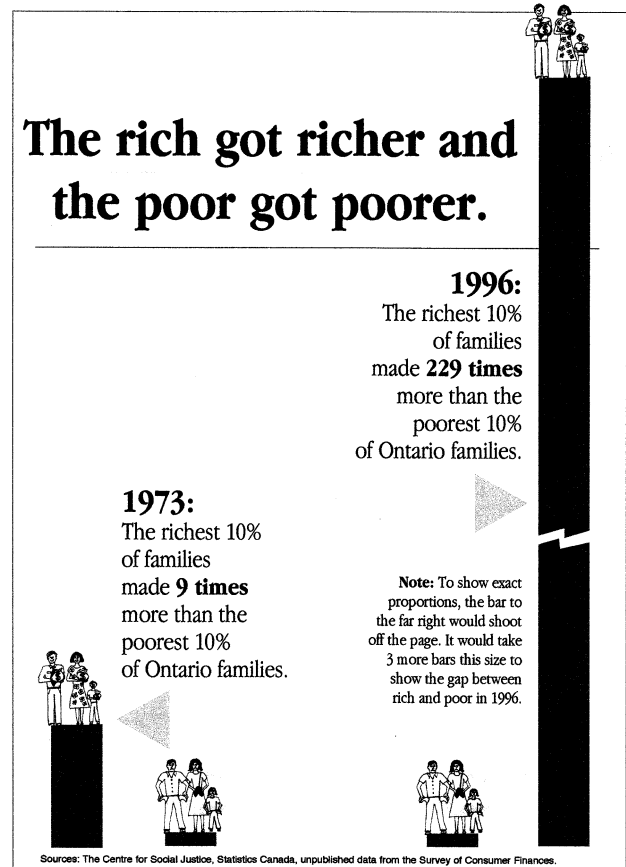 The rich got richer and
the poor got poorer.
1996:
The richest 10%
of families
made 229 times
more than the
poorest 10%
of Ontario families.
1973:
The richest 10%
of families
made 9 times
more than the
poorest 10%
of Ontario families.
Note: To show exact
proportions, the bar to
the far right would shoot
off the page. It would take
3 more bars this size to
show the gap between
rich and poor in 1996.
Sources: The Centre for Social Justice, Statistics Canada, unpublished data from the Survey of Consumer Finances.